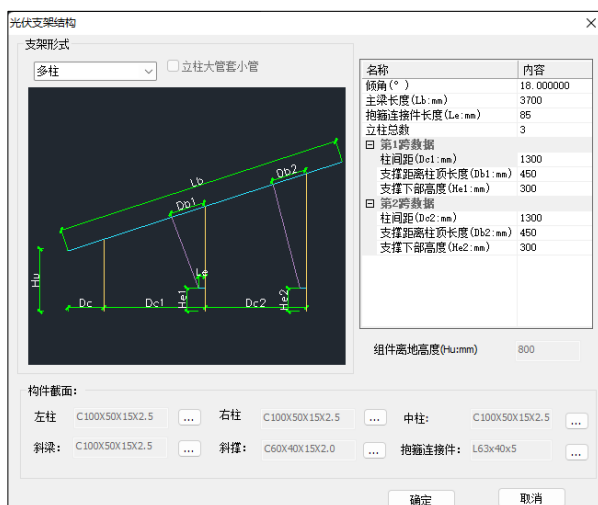 光伏支架结构
支架形式
多柱
立柱大管套小管
名称 内容
倾角(°) 18.000000
主梁长度(Lb:mm) 3700
抱箍连接件长度(Le:mm) 85
立柱总数 3
第1跨数据
柱间距(Dc1:mm) 1300
支撑距离柱顶长度(Db1:mm) 450
支撑下部高度(He1:mm) 300
第2跨数据
柱间距(Dc2:mm) 1300
支撑距离柱顶长度(Db2:mm) 450
支撑下部高度(He2:mm) 300
Lb
Db2
Db1
Le
Hu
He1
He2
Dc Dc1 Dc2
组件离地高度(Hu:mm) 800
构件截面：
左柱 C100X50X15X2.5 ... 右柱 C100X50X15X2.5 ... 中柱: C100X50X15X2.5 ...
斜梁： C100X50X15X2.5 ... 斜撑： C60X40X15X2.0 ... 抱箍连接件： L63x40x5 ...
确定 取消